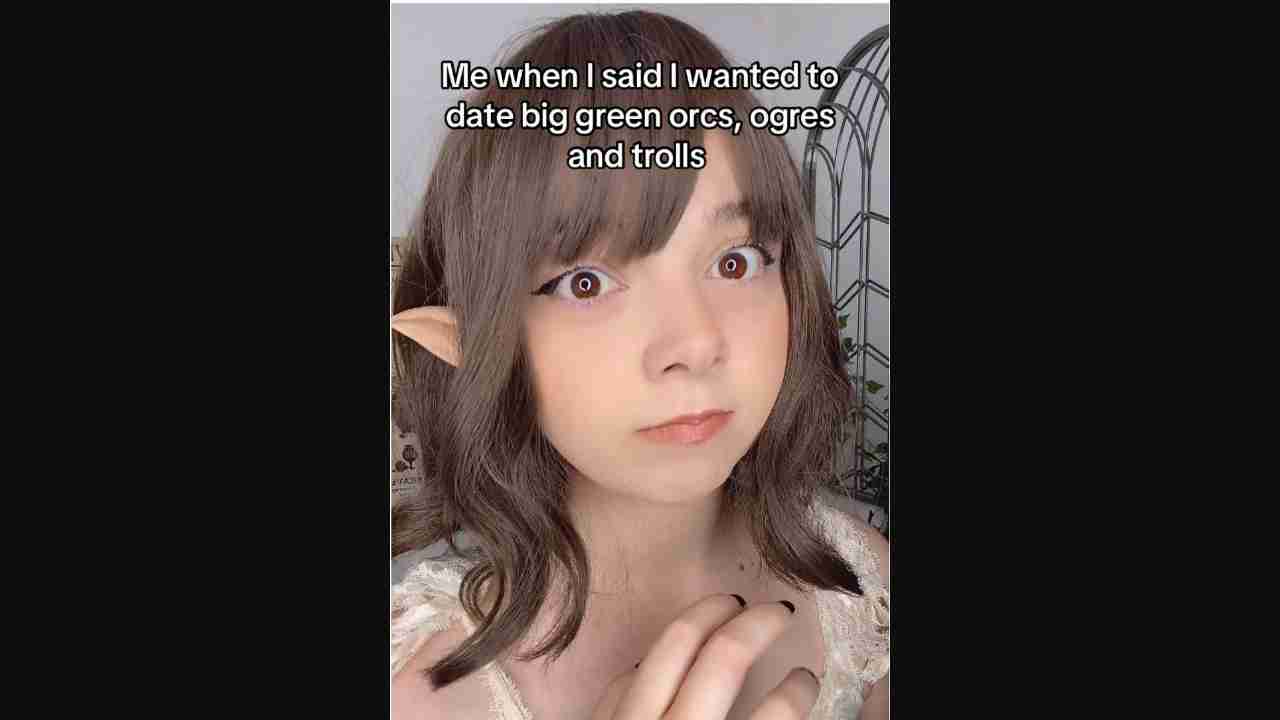 Me when I said I wanted to
date big green orcs, ogres
and trolls